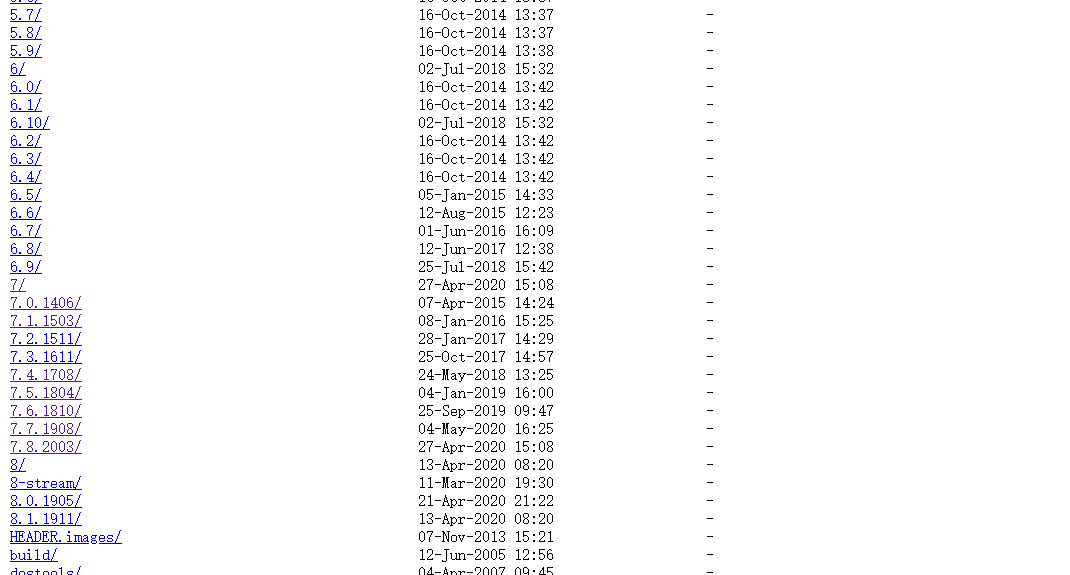 5.7/ 16-Oct-2014 13:37 -
5.8/ 16-Oct-2014 13:37 -
5.9/ 16-Oct-2014 13:38 -
6/ 02-Jul-2018 15:32 -
6.0/ 16-Oct-2014 13:42 -
6.1/ 16-Oct-2014 13:42 -
6.10/ 02-Jul-2018 15:32 -
6.2/ 16-Oct-2014 13:42 -
6.3/ 16-Oct-2014 13:42 -
6.4/ 16-Oct-2014 13:42 -
6.5/ 05-Jan-2015 14:33 -
6.6/ 12-Aug-2015 12:23 -
6.7/ 01-Jun-2016 16:09 -
6.8/ 12-Jun-2017 12:38 -
6.9/ 25-Jul-2018 15:42 -
7/ 27-Apr-2020 15:08 -
7.0.1406/ 07-Apr-2015 14:24 -
7.1.1503/ 08-Jan-2016 15:25 -
7.2.1511/ 28-Jan-2017 14:29 -
7.3.1611/ 25-Oct-2017 14:57 -
7.4.1708/ 24-May-2018 13:25 -
7.5.1804/ 04-Jan-2019 16:00 -
7.6.1810/ 25-Sep-2019 09:47 -
7.7.1908/ 04-May-2020 16:25 -
7.8.2003/ 27-Apr-2020 15:08 -
8/ 13-Apr-2020 08:20 -
8-stream/ 11-Mar-2020 19:30 -
8.0.1905/ 21-Apr-2020 21:22 -
8.1.1911/ 13-Apr-2020 08:20 -
HEADER.images/ 07-Nov-2013 15:21 -
build/ 12-Jun-2005 12:56 -
dostools/ 04-Apr-2007 09:45 -